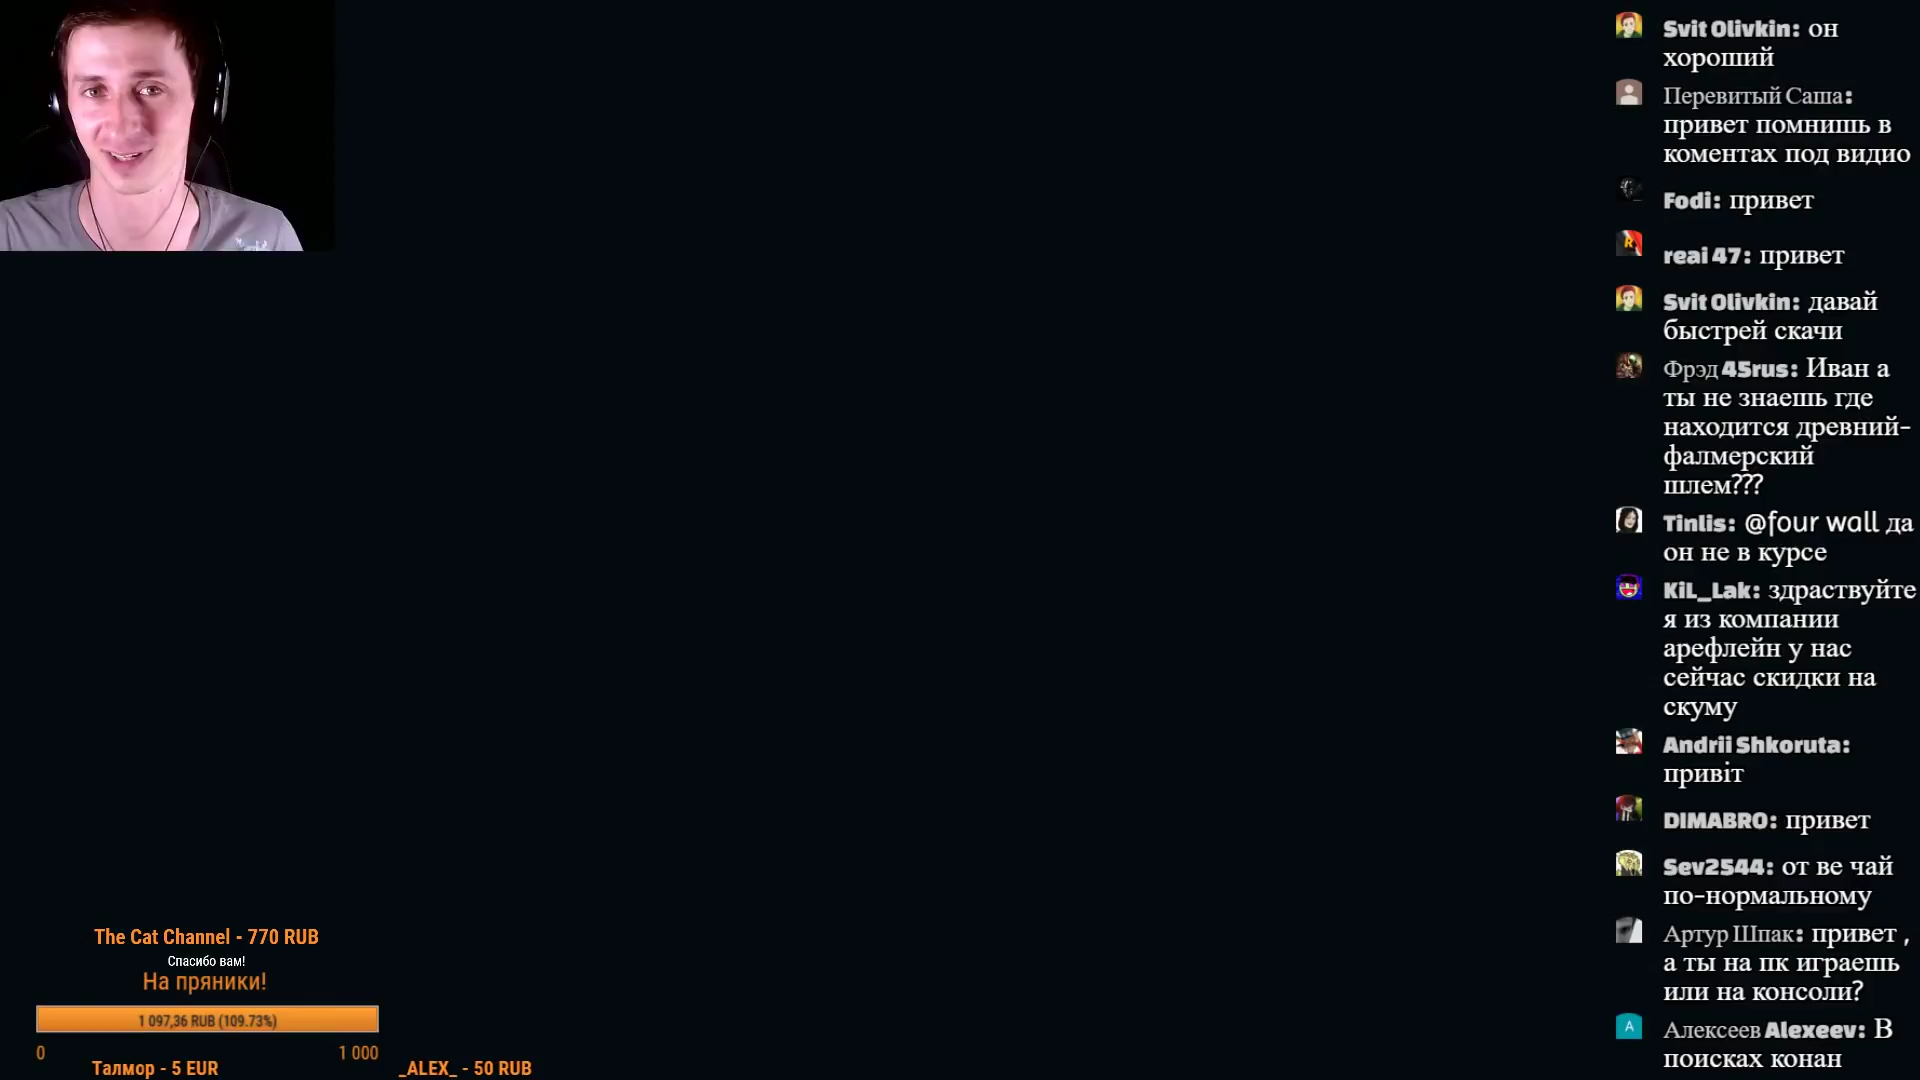 Svit Olivkin: он
хороший
Перевитый Саша:
привет помнишь в
коментах под видио
Fodi: привет
reai 47: привет
Svit Olivkin: давай
быстрей скачи
Фрэд 45rus: Иван а
ты не знаешь где
находится древний-
фалмерский
шлем???
Tinlis: @four wall да
он не в курсе
KiL_Lak: здраствуйте
я из компании
арефлейн у нас
сейчас скидки на
скуму
Andrii Shkoruta:
привіт
DIMABRO: привет
Sev2544: от ве чай
по-нормальному
Артур Шпак: привет ,
а ты на пк играешь
или на консоли?
A
Алексеев Alexeev: В
поисках конан
The Cat Channel - 770 RUB
Спасибо вам!
На пряники!
1 097,36 RUB (109.73%)
0 1 000
Талмор - 5 EUR _ALEX_ - 50 RUB